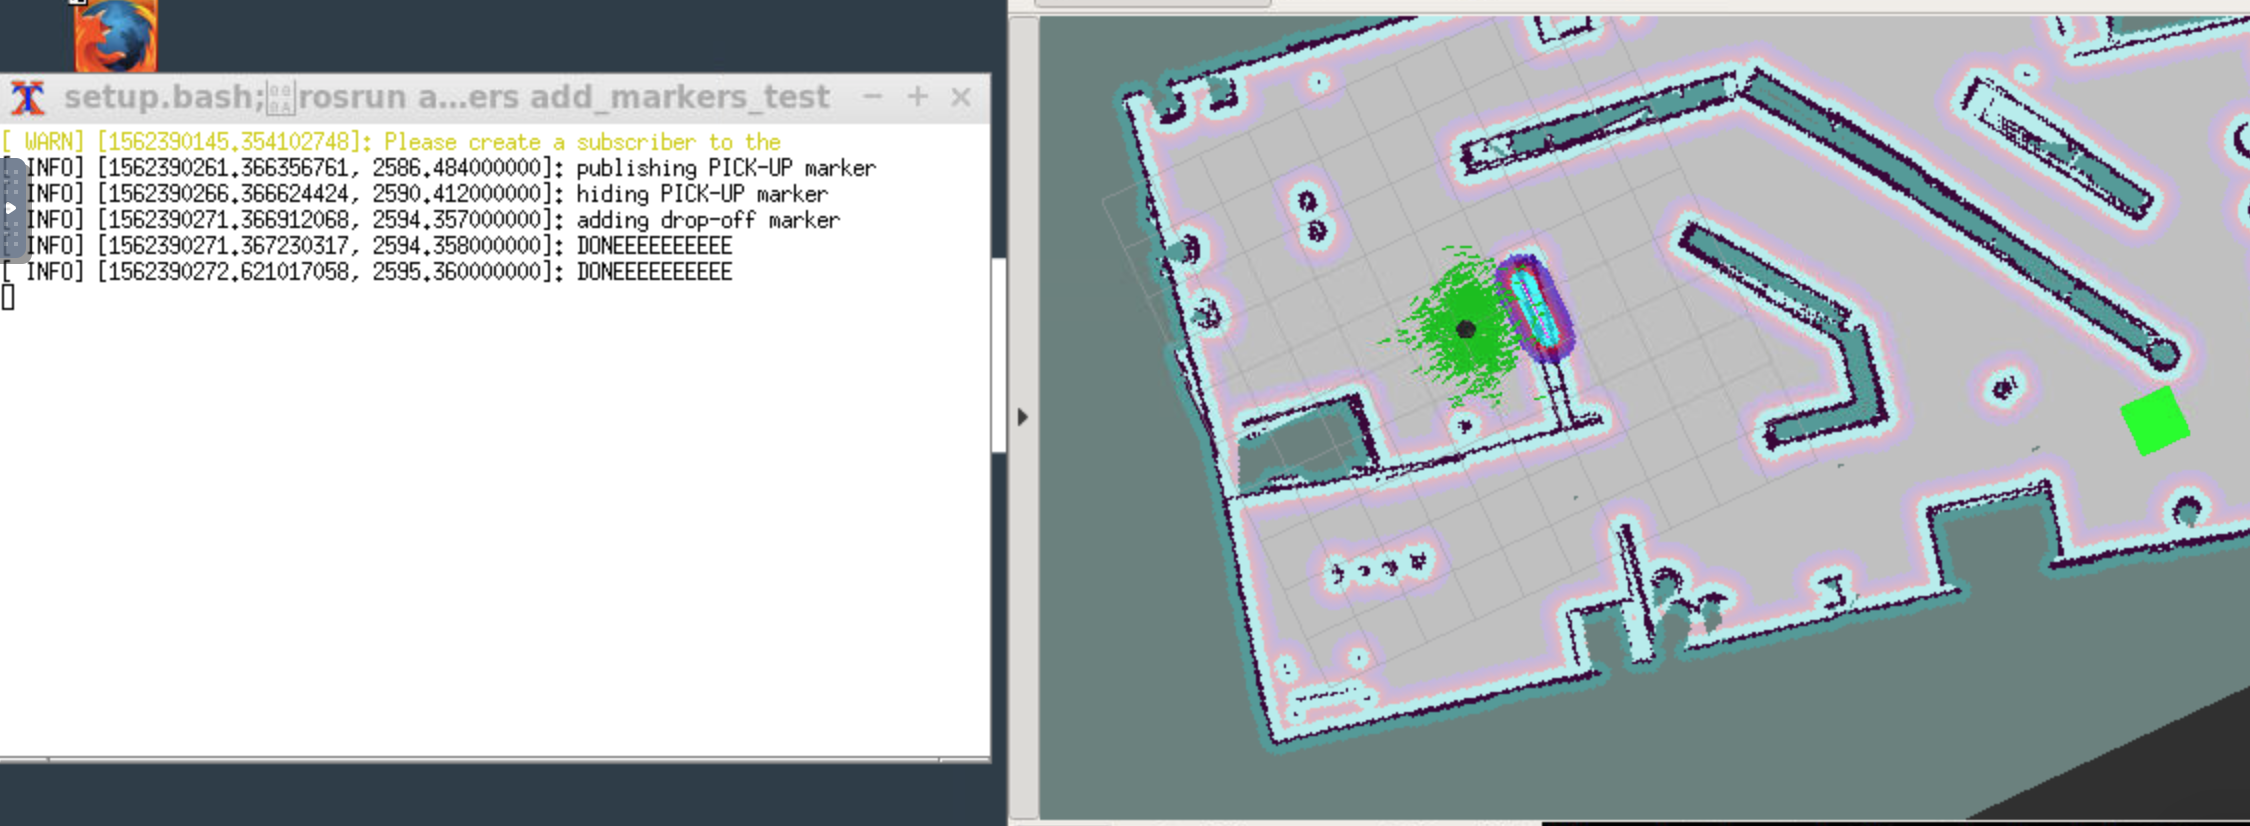 setup.bash; rosrun a...ers add_markers_test
[ WARN] [1562390145.354102748]: Please create a subscriber to the
[ INFO] [1562390261.366356761, 2586.484000000]: publishing PICK-UP marker
[ INFO] [1562390266.366624424, 2590.412000000]: hiding PICK-UP marker
[ INFO] [1562390271.366912068, 2594.357000000]: adding drop-off marker
[ INFO] [1562390271.367230317, 2594.358000000]: DONEEEEEEEEEE
[ INFO] [1562390272.621017058, 2595.360000000]: DONEEEEEEEEEE